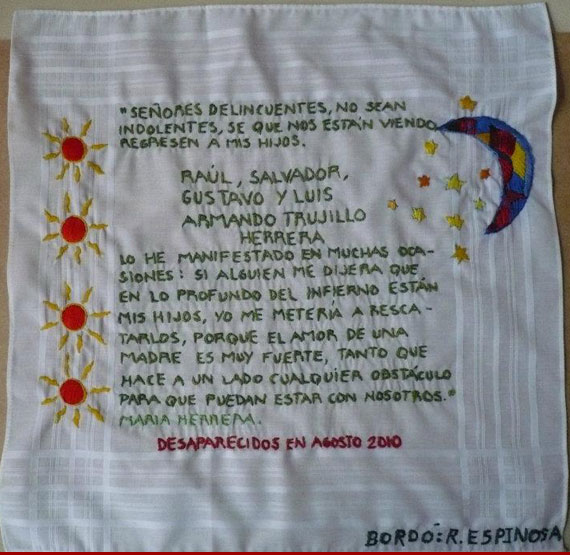 "SEÑORES DELINCUENTES, NO SEAN
INDOLENTES, SE QUE NOS ESTÁN VIENDO
REGRESEN A MIS HIJOS.
RAÚL, SALVADOR,
GUSTAVO Y LUIS
ARMANDO TRUJILLO
HERRERA
LO HE MANIFESTADO EN MUCHAS OCA-
SIONES: SI ALGUIEN ME DIJERA QUE
EN LO PROFUNDO DEL INFIERNO ESTÁN
MIS HIJOS, YO ME METERÍA A RESCA-
TARLOS, PORQUE EL AMOR DE UNA
MADRE ES MUY FUERTE, TANTO QUE
HACE A UN LADO CUALQUIER OBSTÁCULO
PARA QUE PUEDAN ESTAR CON NOSOTROS."
MARIA HERRERA.
DESAPARECIDOS EN AGOSTO 2010
BORDÓ: R. ESPINOSA